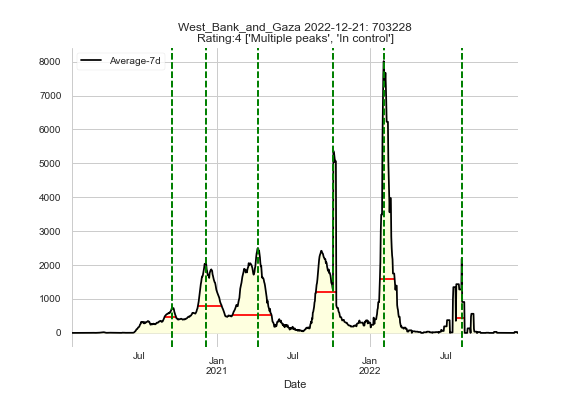 West_Bank_and_Gaza 2022-12-21: 703228
Rating:4 ['Multiple peaks', 'In control']
Average-7d
8000
7000
6000
5000
4000
3000
2000
1000
0
Jul
Jan
2021
Jul
Jan
2022
Jul
Date